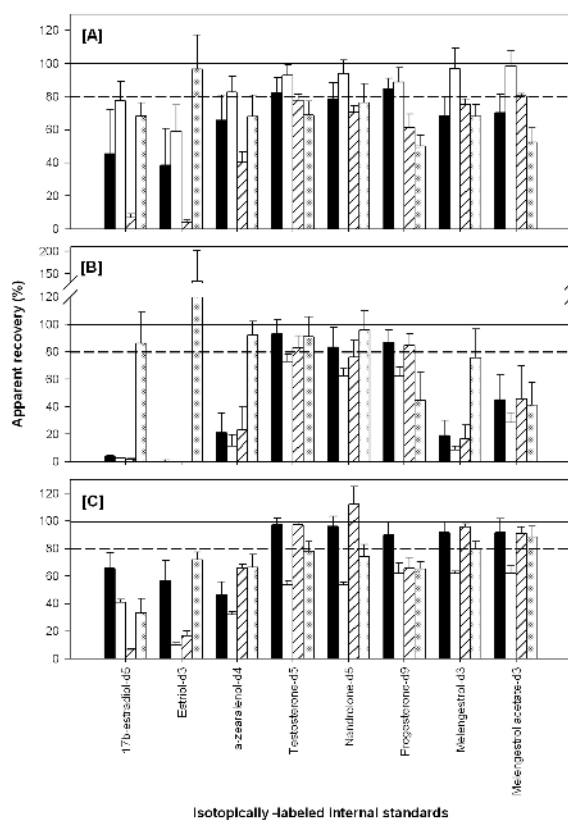 [A]
120
100
80
60
40
20
0
[B]
200
150
120
100
80
60
40
20
0
Apparent recovery (%)
[C]
120
100
80
60
40
20
0
17b-estradiol-d5
Estriol-d3
a-zearalenol-d4
Testosterone-d5
Nandrolone-d5
Progesterone-d9
Melengestrol-d3
Melengestrol acetate-d3
Isotopically -labeled internal standards